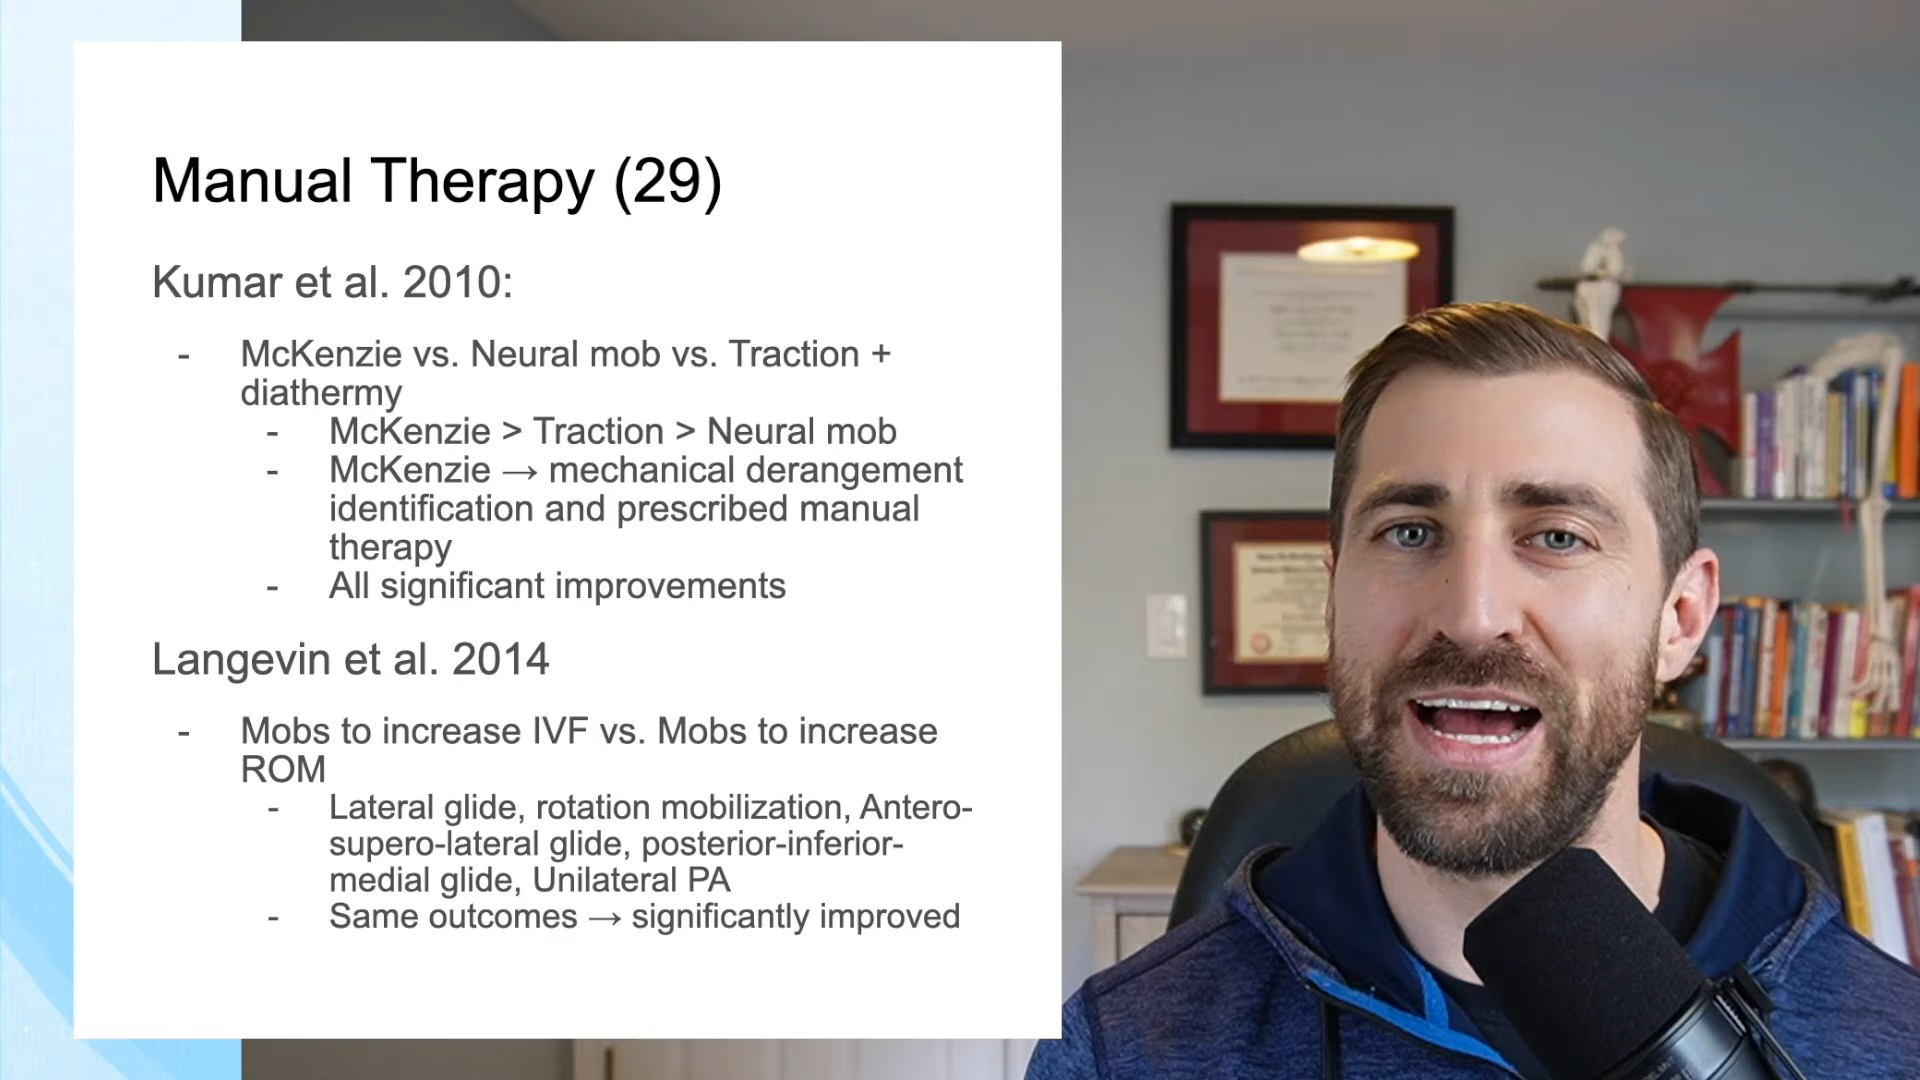 Manual Therapy (29)
Kumar et al. 2010:
- McKenzie vs. Neural mob vs. Traction +
diathermy
- McKenzie > Traction > Neural mob
- McKenzie → mechanical derangement
identification and prescribed manual
therapy
- All significant improvements
Langevin et al. 2014
- Mobs to increase IVF vs. Mobs to increase
ROM
- Lateral glide, rotation mobilization, Antero-
supero-lateral glide, posterior-inferior-
medial glide, Unilateral PA
- Same outcomes → significantly improved